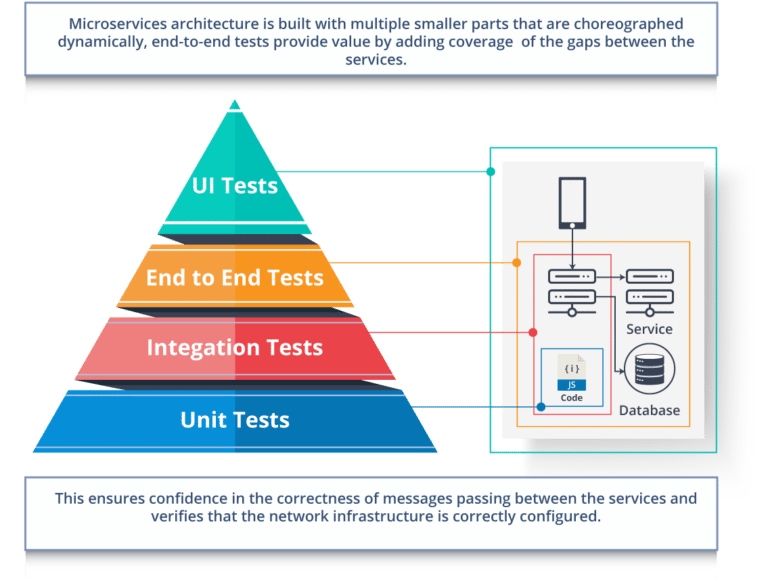 Microservices architecture is built with multiple smaller parts that are choreographed
dynamically, end-to-end tests provide value by adding coverage of the gaps between the
services.
UI Tests
End to End Tests
Integation Tests
Unit Tests
Service
{i}
JS
Code
Database
This ensures confidence in the correctness of messages passing between the services and
verifies that the network infrastructure is correctly configured.